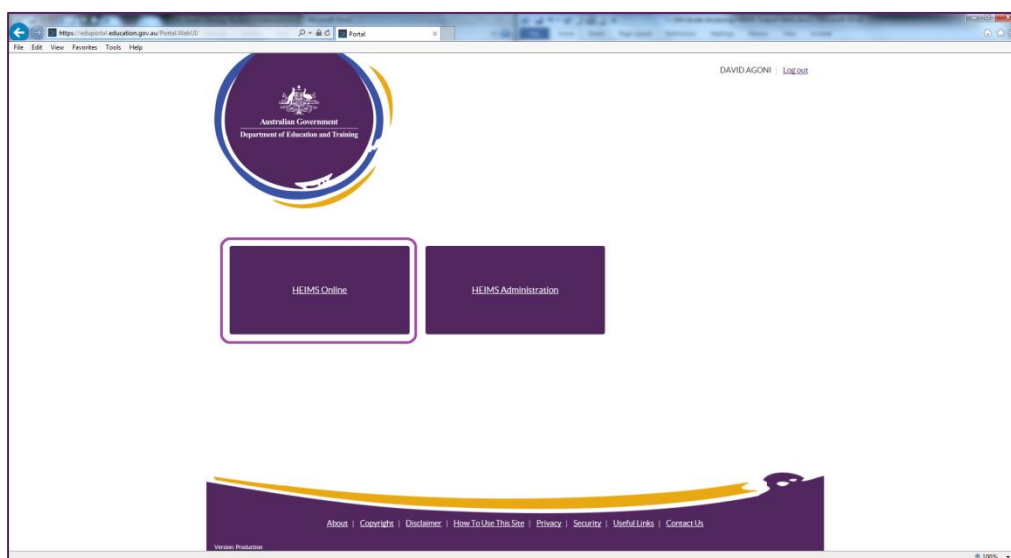 https://eduportal.education.gov.au/Portal.WebUI/
Portal
File Edit View Favorites Tools Help
DAVID.AGONI | Log out
Australian Government
Department of Education and Training
HEIMS Online
HEIMS Administration
About | Copyright | Disclaimer | How To Use This Site | Privacy | Security | Useful Links | Contact Us
Version: Production
100%